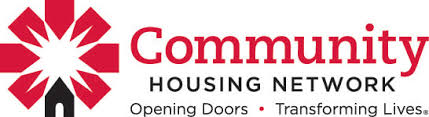 Community
HOUSING NETWORK
Opening Doors • Transforming Lives®